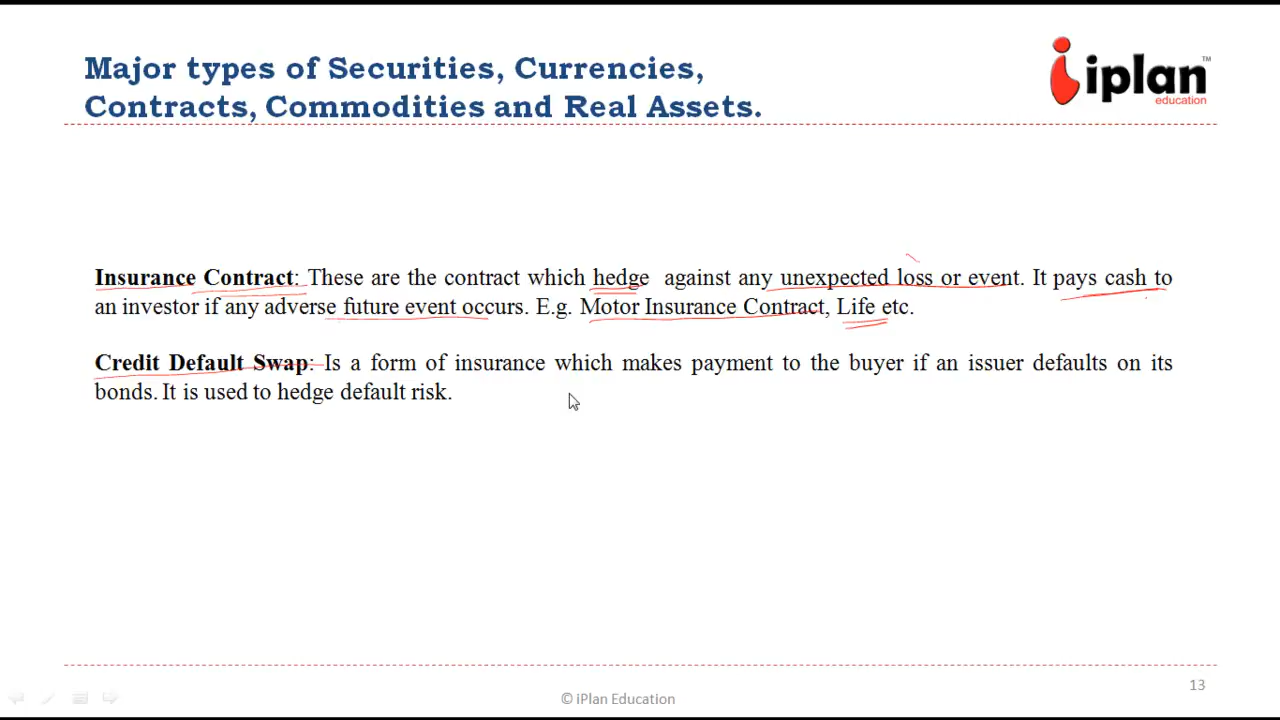 Major types of Securities, Currencies,
Contracts, Commodities and Real Assets.
iplan™
education
Insurance Contract: These are the contract which hedge against any unexpected loss or event. It pays cash to
an investor if any adverse future event occurs. E.g. Motor Insurance Contract, Life etc.
Credit Default Swap: Is a form of insurance which makes payment to the buyer if an issuer defaults on its
bonds. It is used to hedge default risk.
© iPlan Education
13